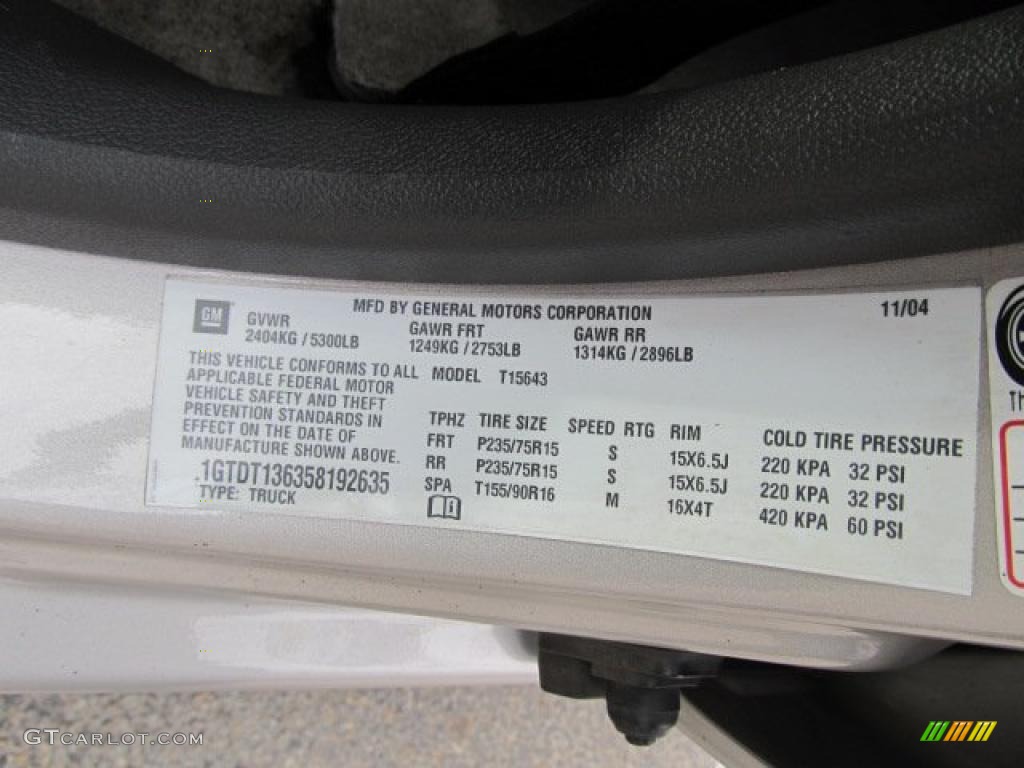 MFD BY GENERAL MOTORS CORPORATION 11/04
GM
GVWR GAWR FRT GAWR RR
2404KG / 5300LB 1249KG / 2753LB 1314KG / 2896LB
THIS VEHICLE CONFORMS TO ALL
APPLICABLE FEDERAL MOTOR
VEHICLE SAFETY AND THEFT
PREVENTION STANDARDS IN
EFFECT ON THE DATE OF
MANUFACTURE SHOWN ABOVE.
1GTDT136358192635
TYPE: TRUCK
MODEL T15643
TPHZ TIRE SIZE SPEED RTG RIM COLD TIRE PRESSURE
FRT P235/75R15 S 15X6.5J 220 KPA 32 PSI
RR P235/75R15 S 15X6.5J 220 KPA 32 PSI
SPA T155/90R16 M 16X4T 420 KPA 60 PSI
Th
GTCARLOT.COM